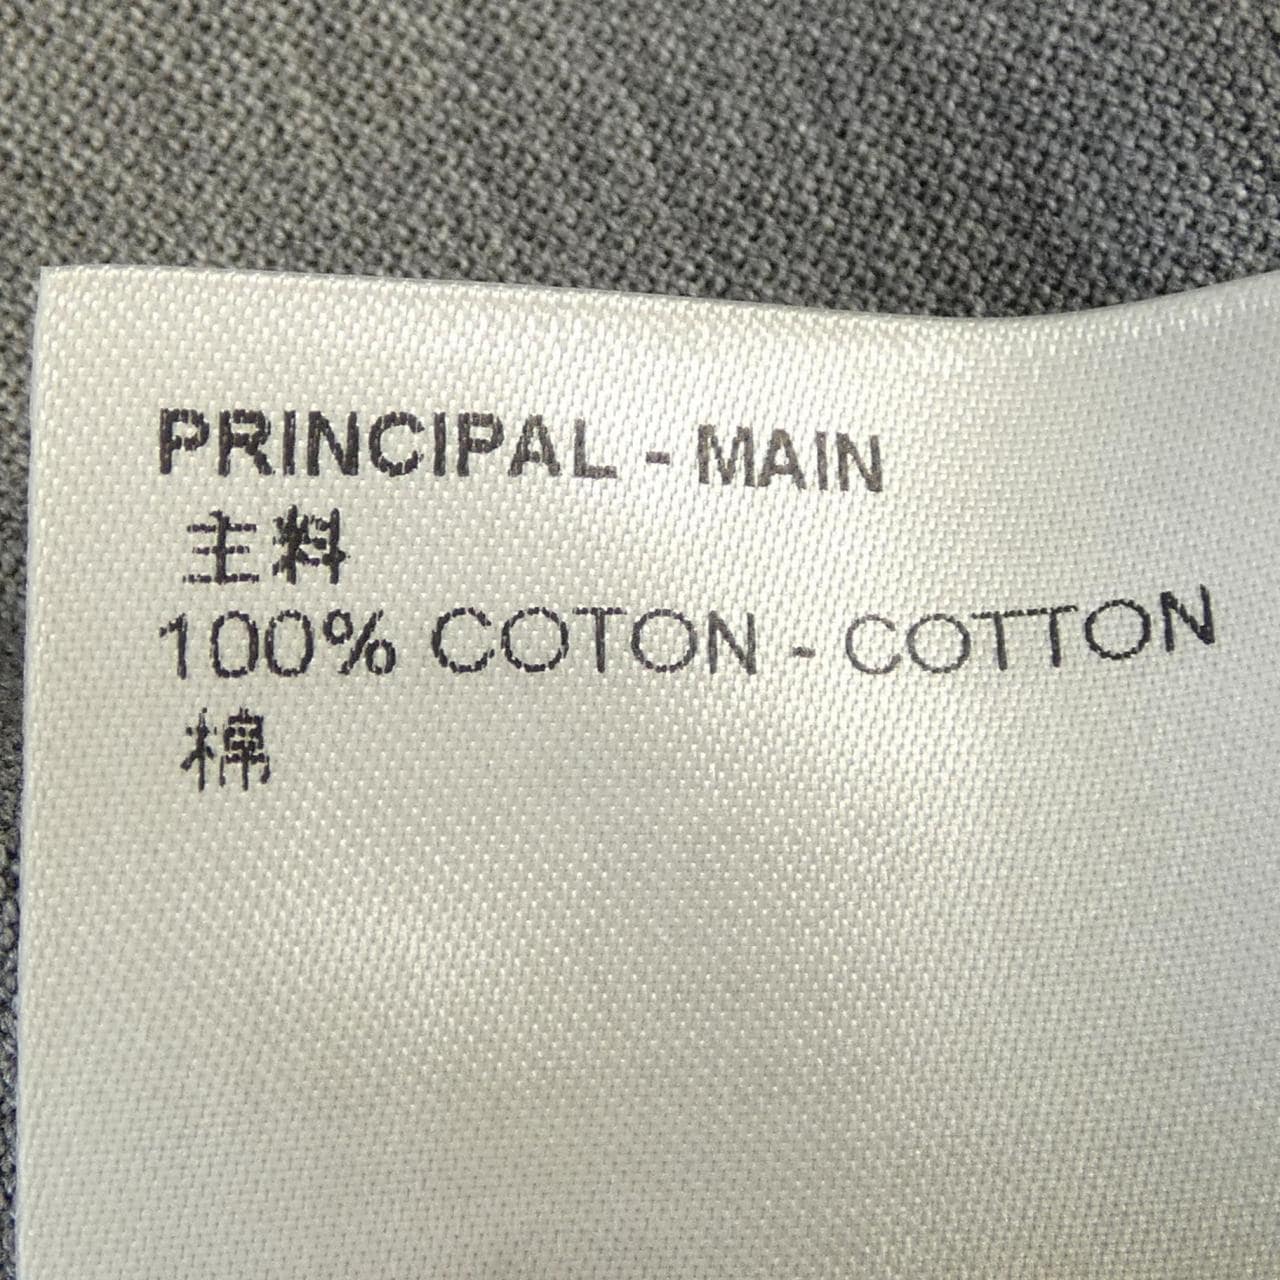 PRINCIPAL - MAIN
主料
100% COTON - COTTON
棉